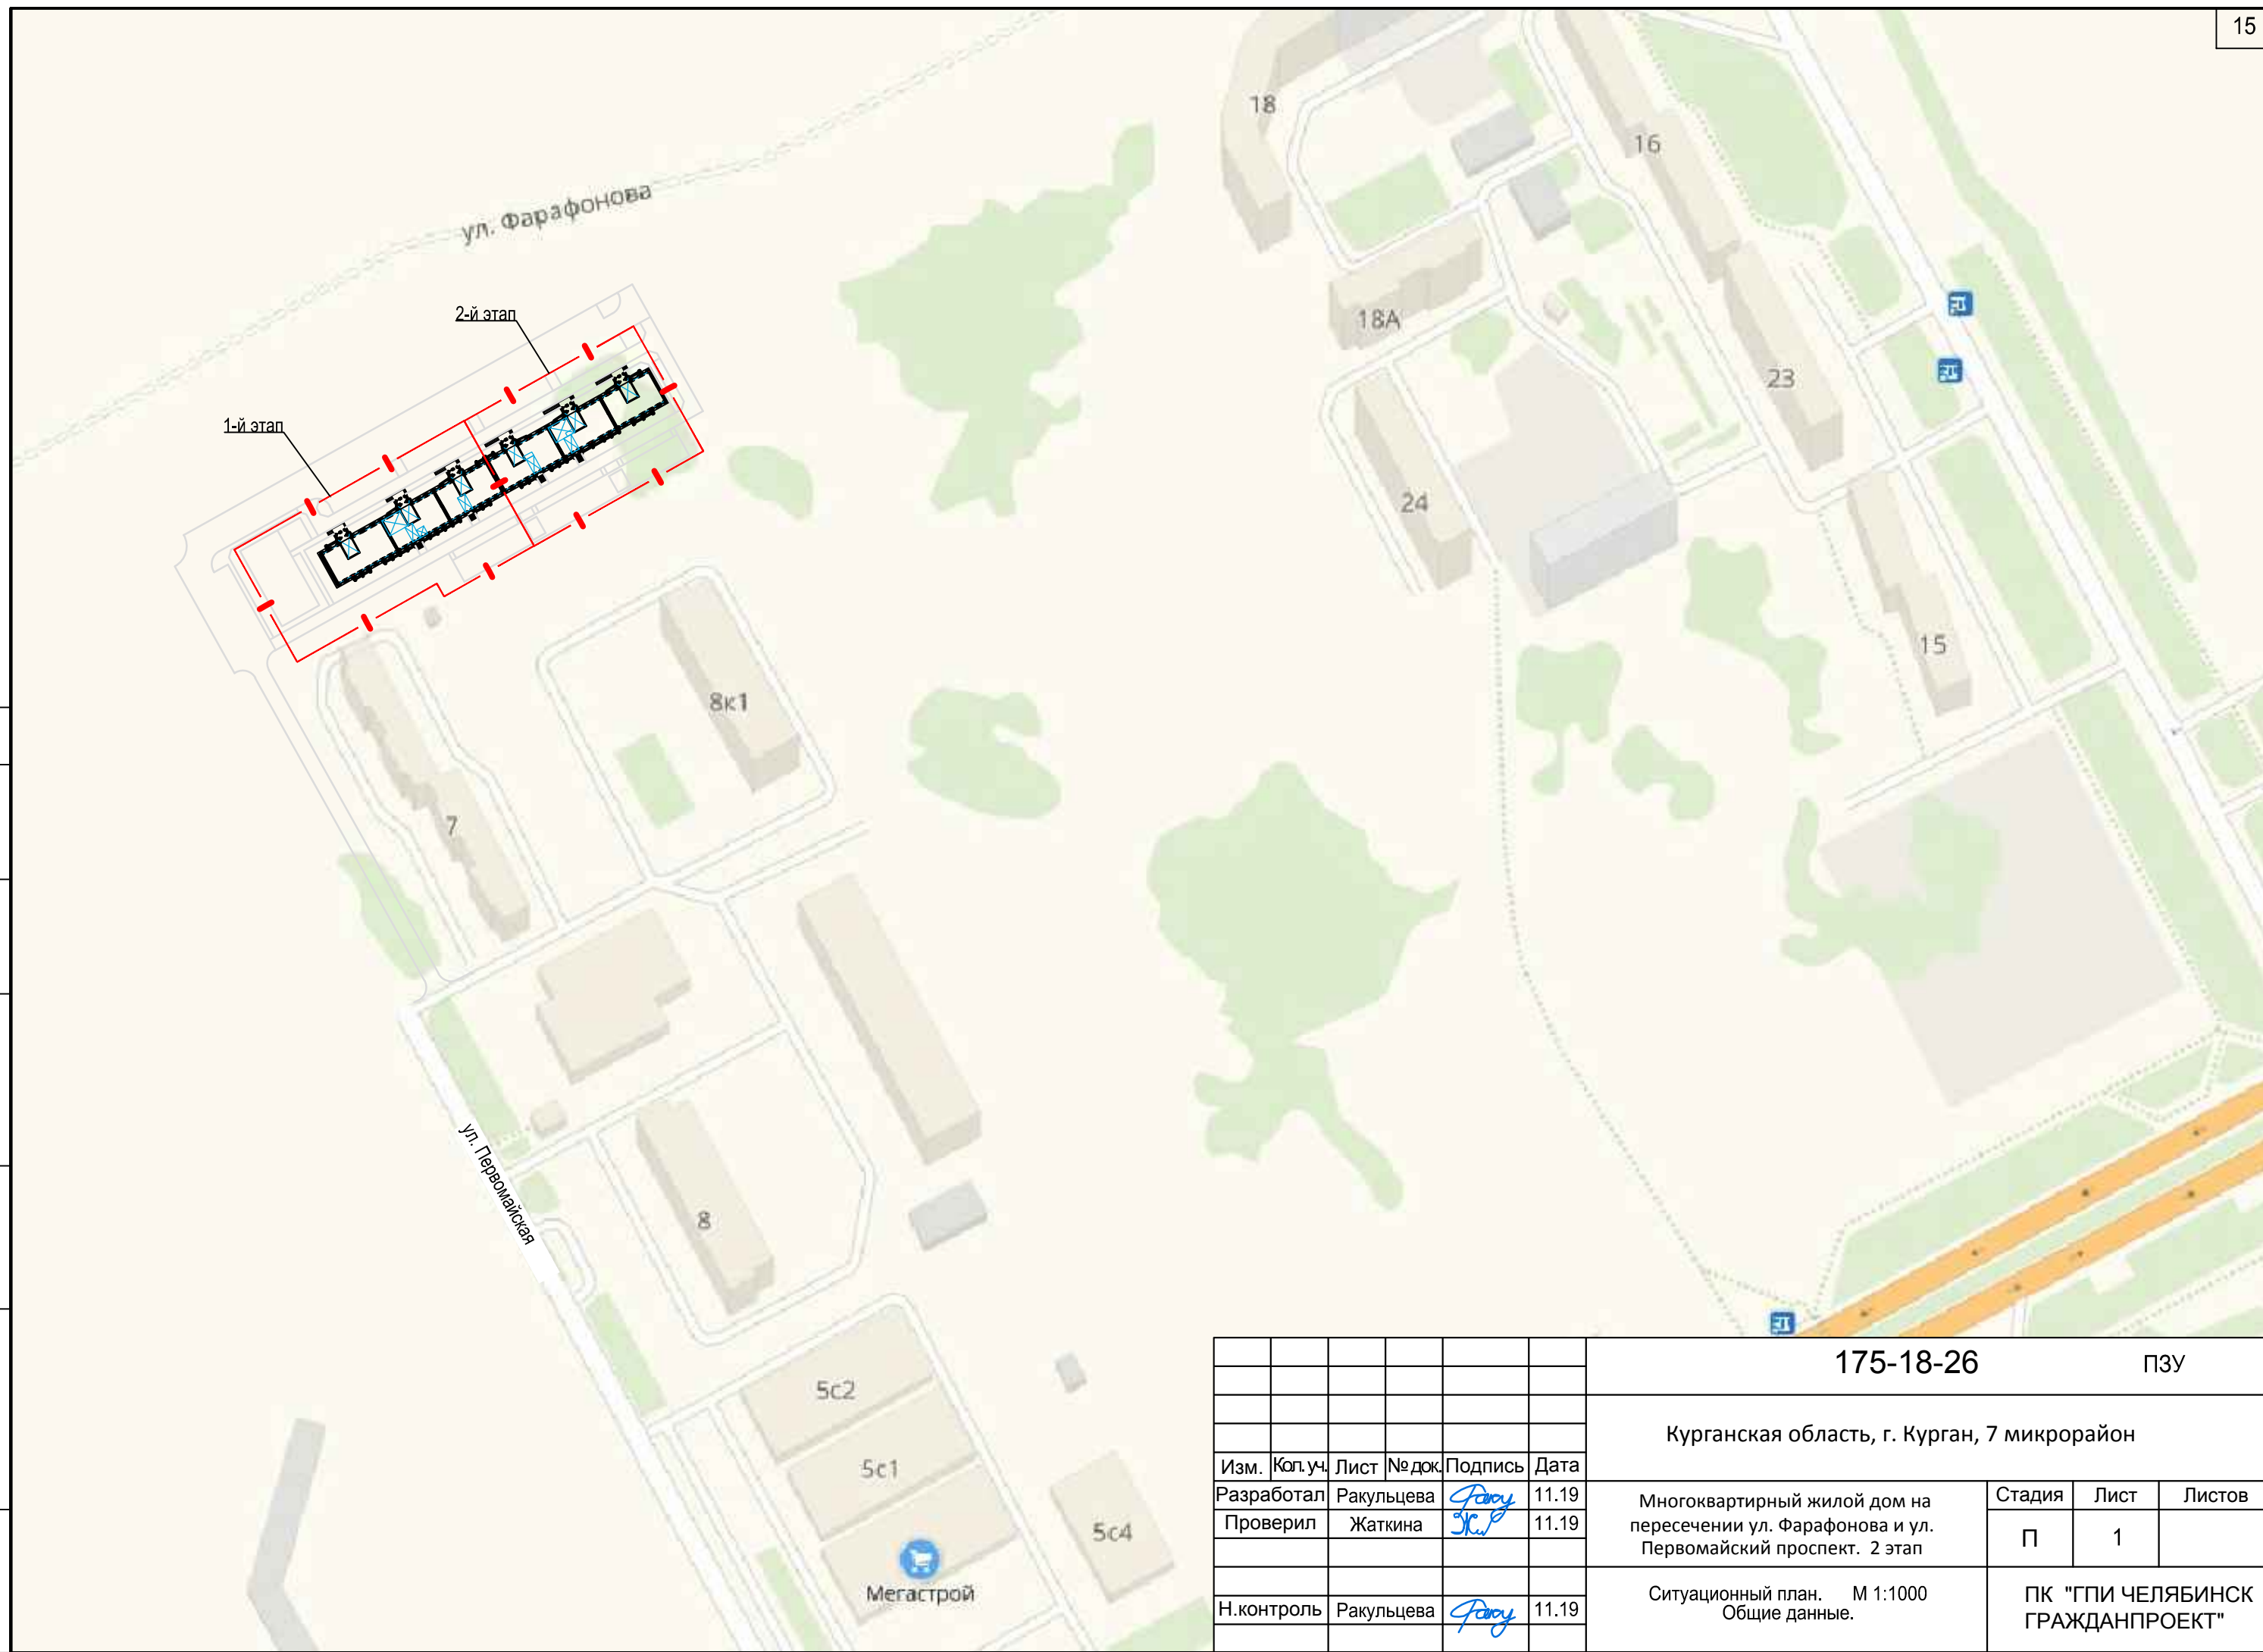 15
18
16
ул. Фарафонова
2-й этап
18А
23
1-й этап
24
15
8к1
7
ул. Первомайская
8
5с2
5с1
5с4
Мегастрой
175-18-26 ПЗУ
Курганская область, г. Курган, 7 микрорайон
Изм. Кол.уч. Лист №док. Подпись Дата
Разработал Ракульцева 11.19
Проверил Жаткина 11.19
Н.контроль Ракульцева 11.19
Многоквартирный жилой дом на
пересечении ул. Фарафонова и ул.
Первомайский проспект. 2 этап
Стадия Лист Листов
П 1
Ситуационный план. М 1:1000
Общие данные.
ПК "ГПИ ЧЕЛЯБИНСК
ГРАЖДАНПРОЕКТ"